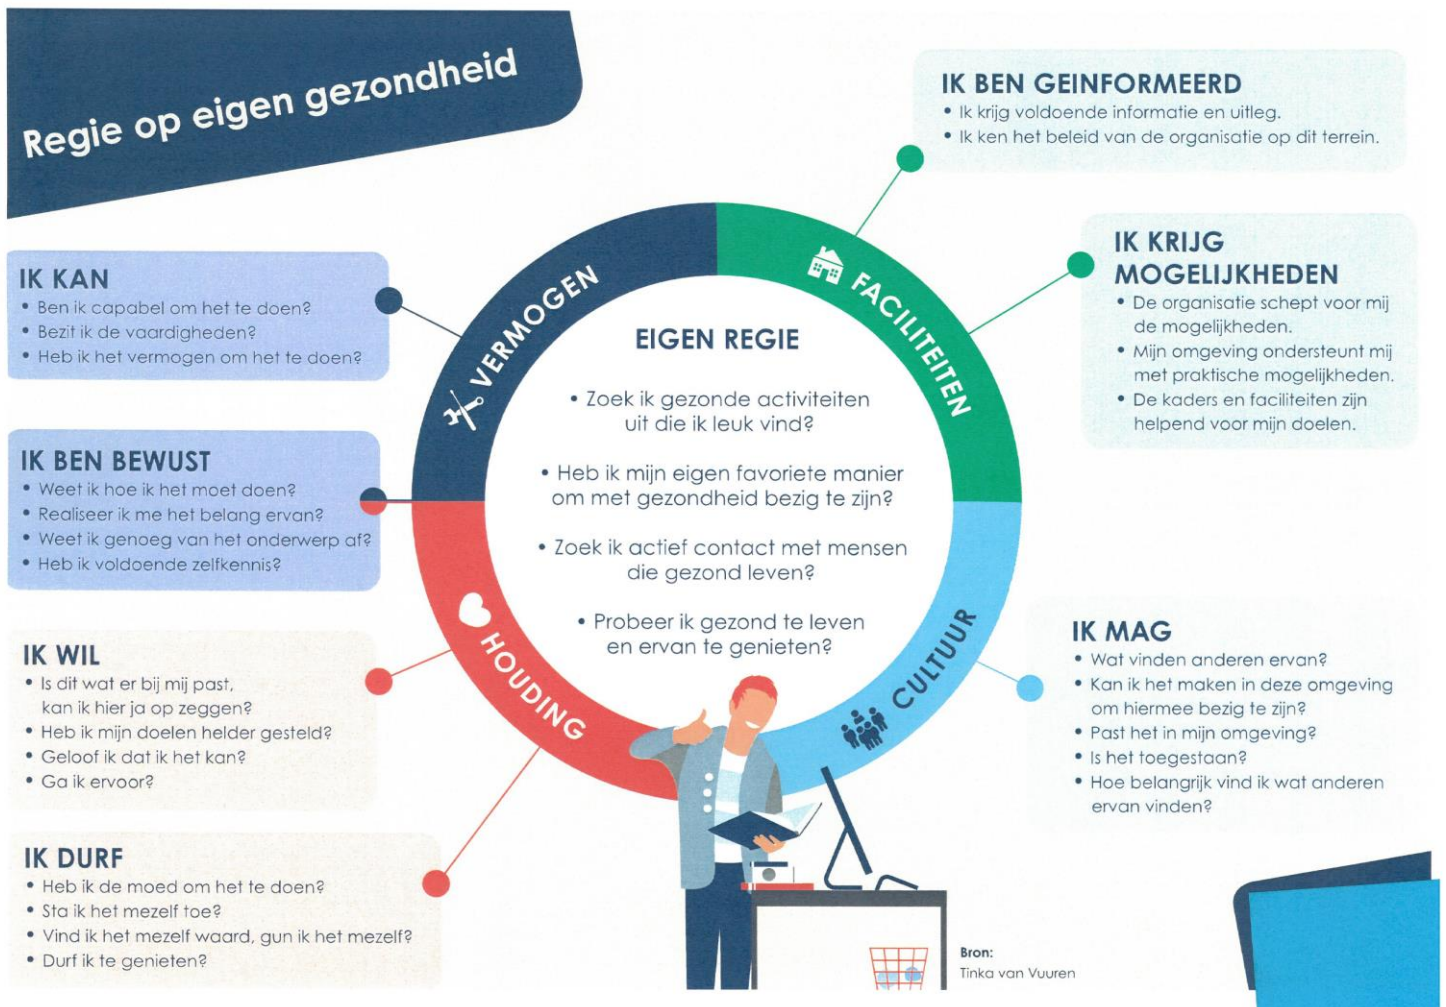 Regie op eigen gezondheid
IK KAN
• Ben ik capabel om het te doen?
• Bezit ik de vaardigheden?
• Heb ik het vermogen om het te doen?
IK BEN BEWUST
• Weet ik hoe ik het moet doen?
• Realiseer ik me het belang ervan?
• Weet ik genoeg van het onderwerp af?
• Heb ik voldoende zelfkennis?
IK WIL
• Is dit wat er bij mij past,
kan ik hier ja op zeggen?
• Heb ik mijn doelen helder gesteld?
• Geloof ik dat ik het kan?
• Ga ik ervoor?
IK DURF
• Heb ik de moed om het te doen?
• Sta ik het mezelf toe?
• Vind ik het mezelf waard, gun ik het mezelf?
• Durf ik te genieten?
VERMOGEN
FACILITEITEN
HOUDING
CULTUUR
EIGEN REGIE
• Zoek ik gezonde activiteiten
uit die ik leuk vind?
• Heb ik mijn eigen favoriete manier
om met gezondheid bezig te zijn?
• Zoek ik actief contact met mensen
die gezond leven?
• Probeer ik gezond te leven
en ervan te genieten?
IK BEN GEINFORMEERD
• Ik krijg voldoende informatie en uitleg.
• Ik ken het beleid van de organisatie op dit terrein.
IK KRIJG
MOGELIJKHEDEN
• De organisatie schept voor mij
de mogelijkheden.
• Mijn omgeving ondersteunt mij
met praktische mogelijkheden.
• De kaders en faciliteiten zijn
helpend voor mijn doelen.
IK MAG
• Wat vinden anderen ervan?
• Kan ik het maken in deze omgeving
om hiermee bezig te zijn?
• Past het in mijn omgeving?
• Is het toegestaan?
• Hoe belangrijk vind ik wat anderen
ervan vinden?
Bron:
Tinka van Vuuren